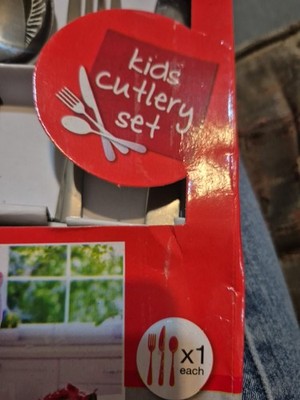 kids
cutlery
set
x1
each